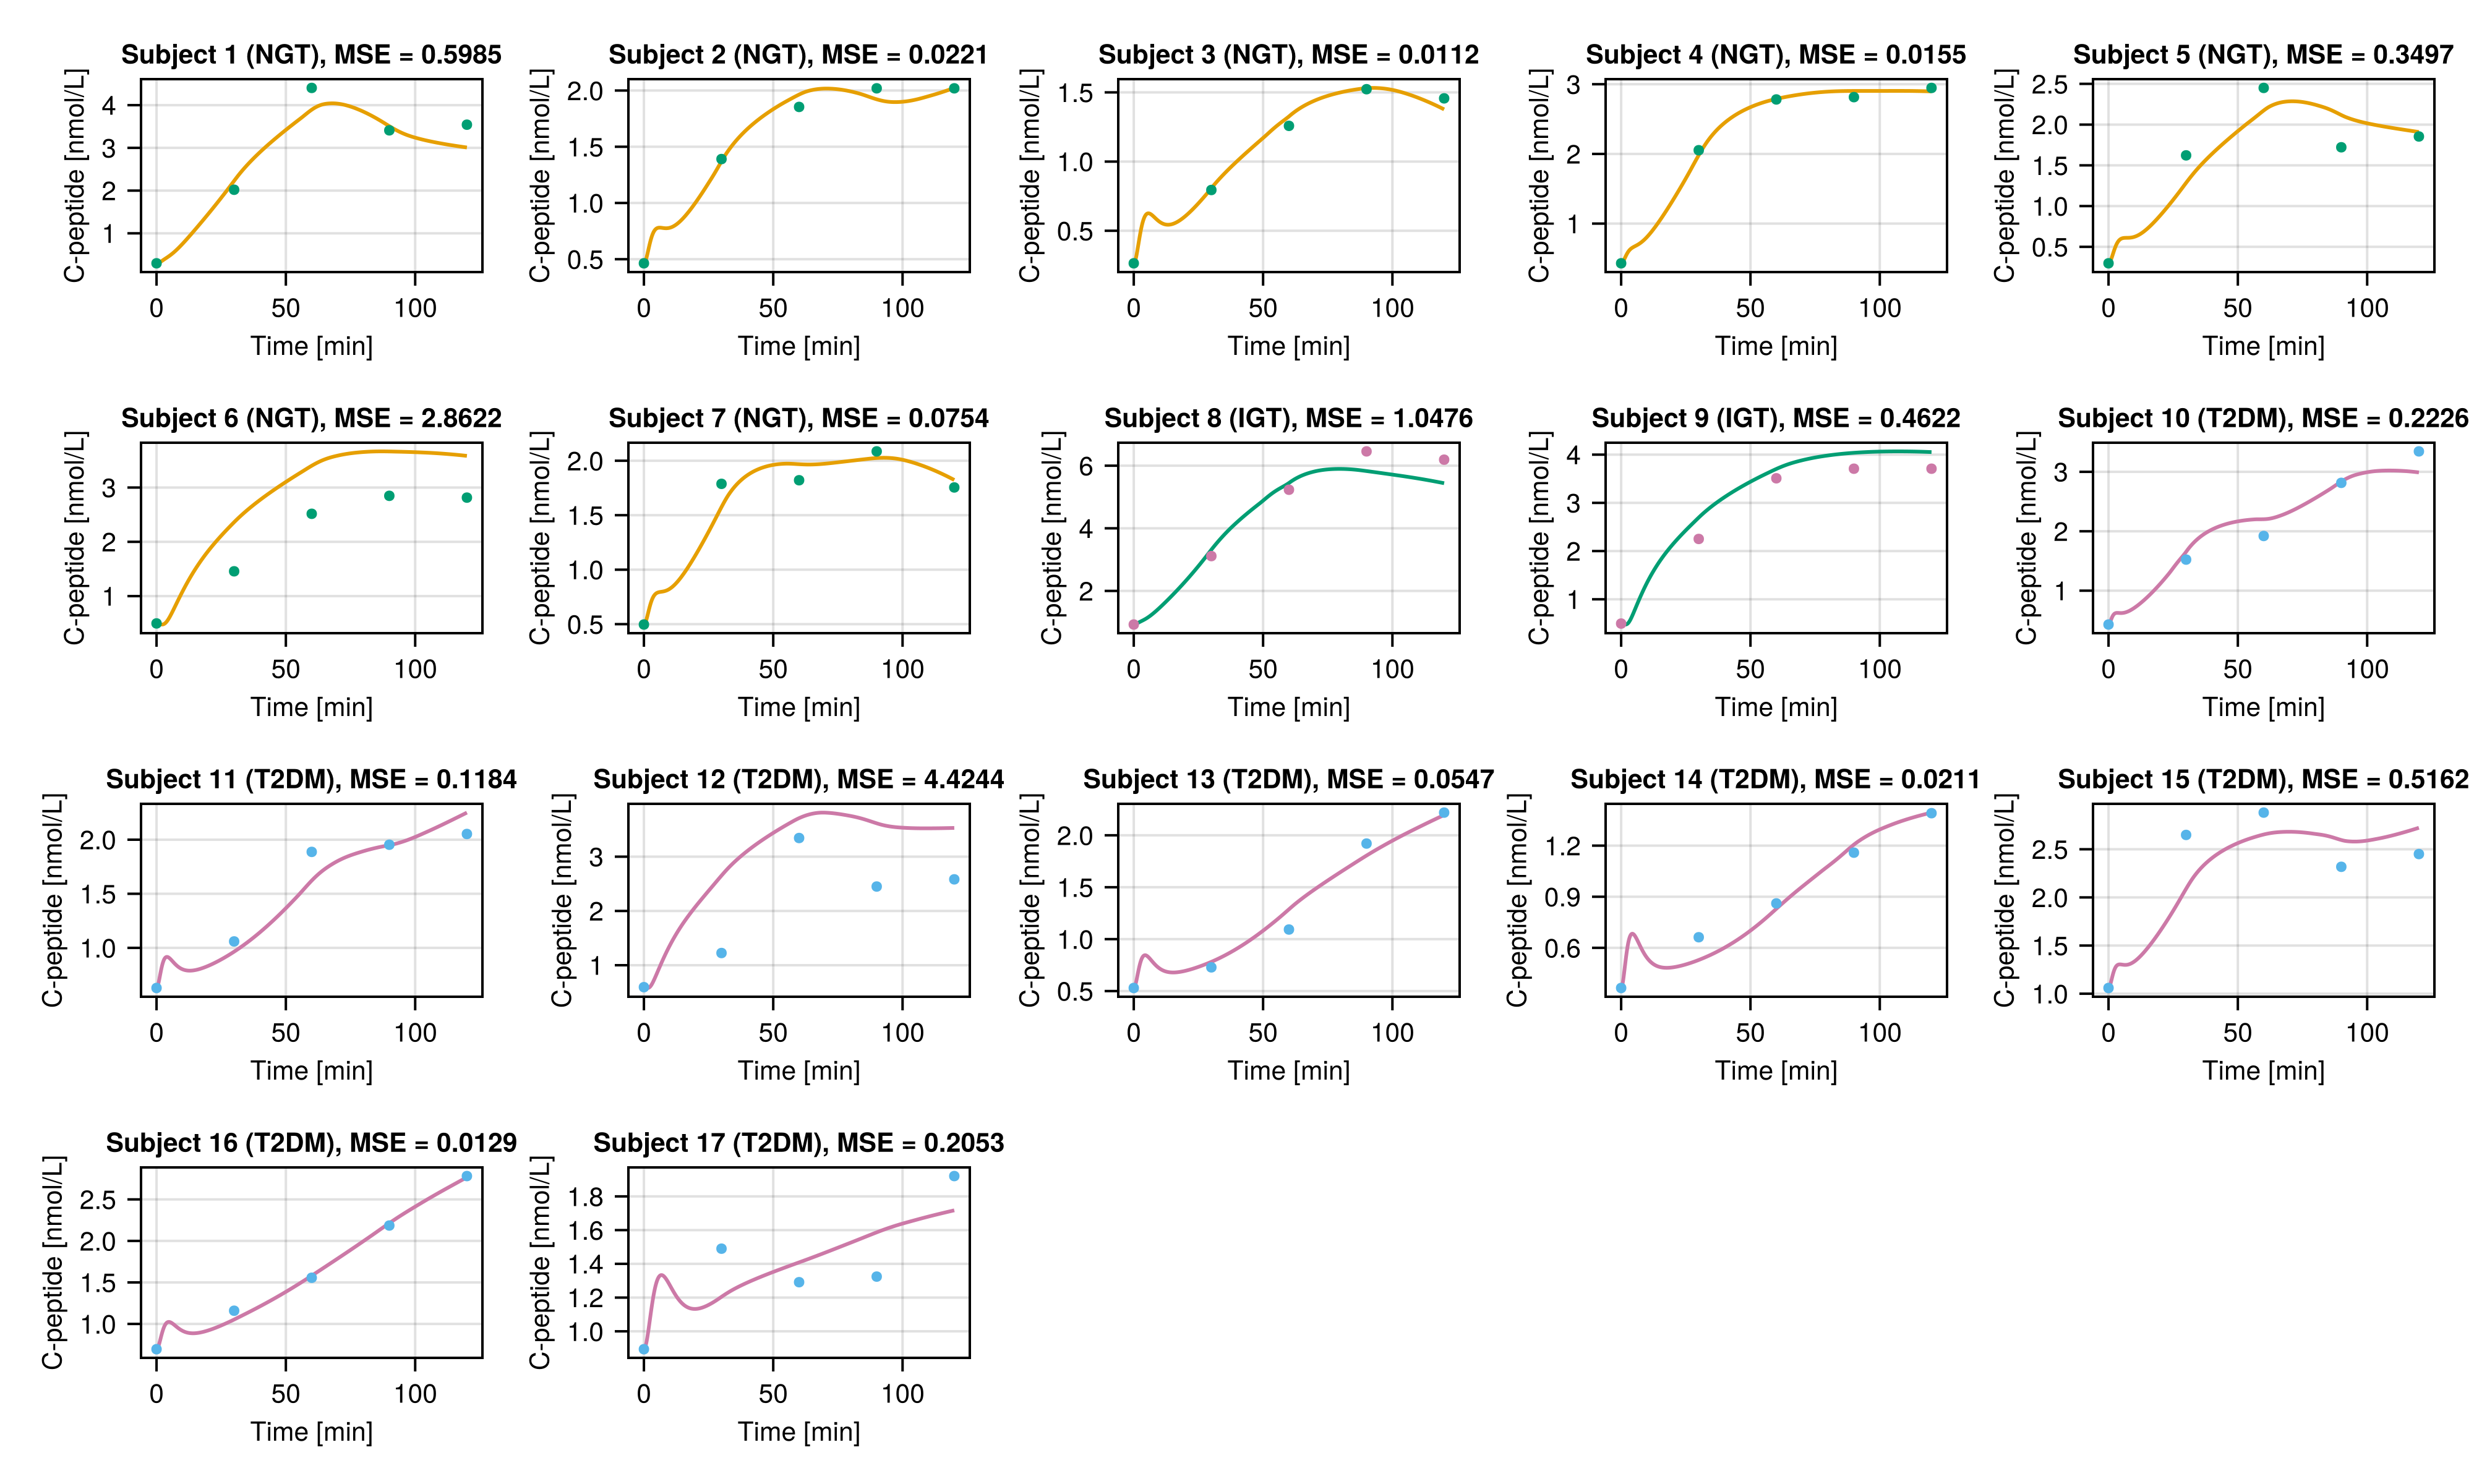 Subject 1 (NGT), MSE = 0.5985
C-peptide [nmol/L]
4
3
2
1
0 50 100
Time [min]
Subject 2 (NGT), MSE = 0.0221
C-peptide [nmol/L]
2.0
1.5
1.0
0.5
0 50 100
Time [min]
Subject 3 (NGT), MSE = 0.0112
C-peptide [nmol/L]
1.5
1.0
0.5
0 50 100
Time [min]
Subject 4 (NGT), MSE = 0.0155
C-peptide [nmol/L]
3
2
1
0 50 100
Time [min]
Subject 5 (NGT), MSE = 0.3497
C-peptide [nmol/L]
2.5
2.0
1.5
1.0
0.5
0 50 100
Time [min]
Subject 6 (NGT), MSE = 2.8622
C-peptide [nmol/L]
3
2
1
0 50 100
Time [min]
Subject 7 (NGT), MSE = 0.0754
C-peptide [nmol/L]
2.0
1.5
1.0
0.5
0 50 100
Time [min]
Subject 8 (IGT), MSE = 1.0476
C-peptide [nmol/L]
6
4
2
0 50 100
Time [min]
Subject 9 (IGT), MSE = 0.4622
C-peptide [nmol/L]
4
3
2
1
0 50 100
Time [min]
Subject 10 (T2DM), MSE = 0.2226
C-peptide [nmol/L]
3
2
1
0 50 100
Time [min]
Subject 11 (T2DM), MSE = 0.1184
C-peptide [nmol/L]
2.0
1.5
1.0
0 50 100
Time [min]
Subject 12 (T2DM), MSE = 4.4244
C-peptide [nmol/L]
3
2
1
0 50 100
Time [min]
Subject 13 (T2DM), MSE = 0.0547
C-peptide [nmol/L]
2.0
1.5
1.0
0.5
0 50 100
Time [min]
Subject 14 (T2DM), MSE = 0.0211
C-peptide [nmol/L]
1.2
0.9
0.6
0 50 100
Time [min]
Subject 15 (T2DM), MSE = 0.5162
C-peptide [nmol/L]
2.5
2.0
1.5
1.0
0 50 100
Time [min]
Subject 16 (T2DM), MSE = 0.0129
C-peptide [nmol/L]
2.5
2.0
1.5
1.0
0 50 100
Time [min]
Subject 17 (T2DM), MSE = 0.2053
C-peptide [nmol/L]
1.8
1.6
1.4
1.2
1.0
0 50 100
Time [min]